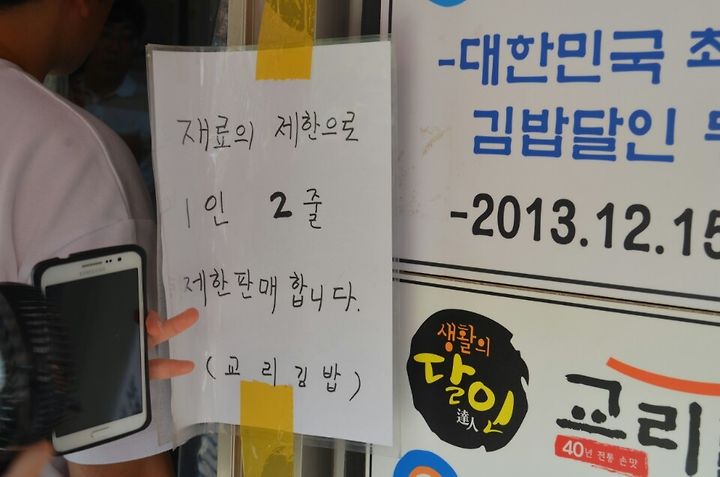 재료의 제한으로
1인 2줄
제한판매합니다.
(교리김밥)
-대한민국 최
김밥달인
-2013.12.15
생활의
달인
達人
교리
40년 전통 손맛
SAMSUNG